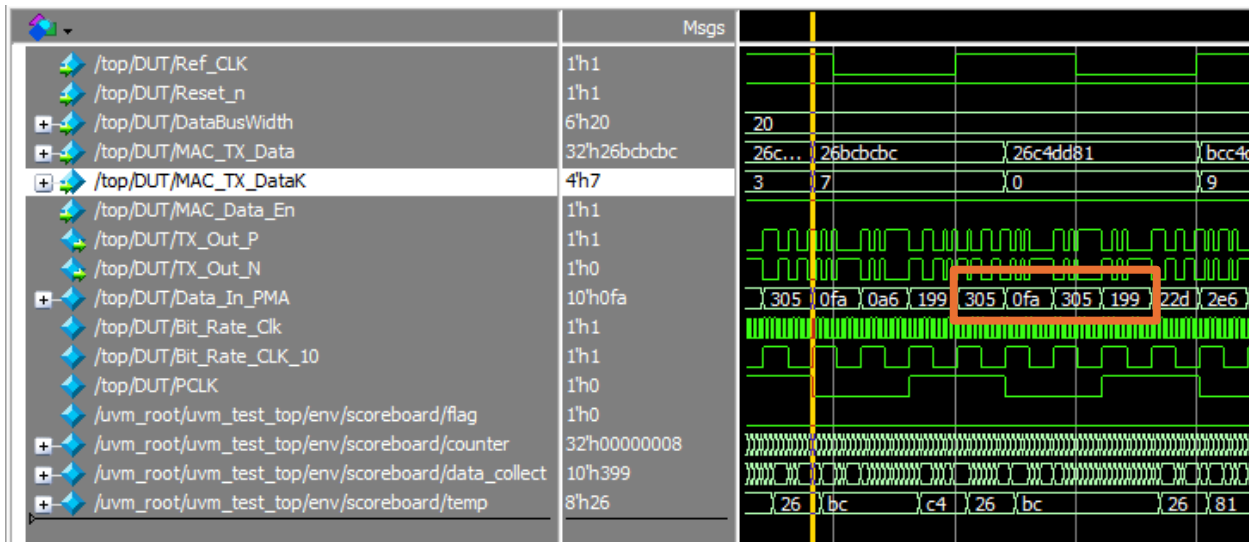 Msgs
/top/DUT/Ref_CLK 1'h1
/top/DUT/Reset_n 1'h1
/top/DUT/DataBusWidth 6'h20 20
/top/DUT/MAC_TX_Data 32'h26bcbcbc 26c... 26bcbcbc 26c4dd81 bcc4d
/top/DUT/MAC_TX_DataK 4'h7 3 7 0 9
/top/DUT/MAC_Data_En 1'h1
/top/DUT/TX_Out_P 1'h1
/top/DUT/TX_Out_N 1'h0
/top/DUT/Data_In_PMA 10'h0fa 305 0fa 0a6 199 305 0fa 305 199 22d 2e6
/top/DUT/Bit_Rate_Clk 1'h1
/top/DUT/Bit_Rate_CLK_10 1'h1
/top/DUT/PCLK 1'h0
/uvm_root/uvm_test_top/env/scoreboard/flag 1'h0
/uvm_root/uvm_test_top/env/scoreboard/counter 32'h00000008
/uvm_root/uvm_test_top/env/scoreboard/data_collect 10'h399
/uvm_root/uvm_test_top/env/scoreboard/temp 8'h26 26 bc c4 26 bc 26 81